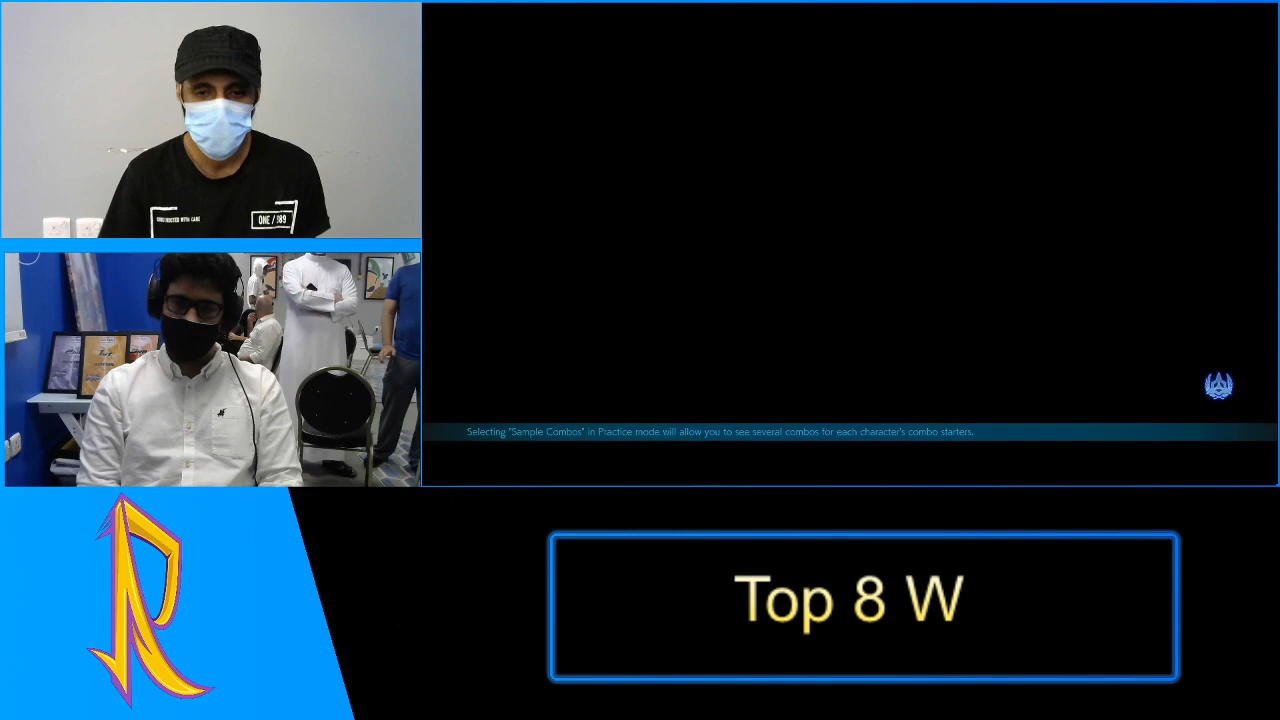 ONE / 989
Selecting "Sample Combos" in Practice mode will allow you to see several combos for each character's combo starters.
R
Top 8 W